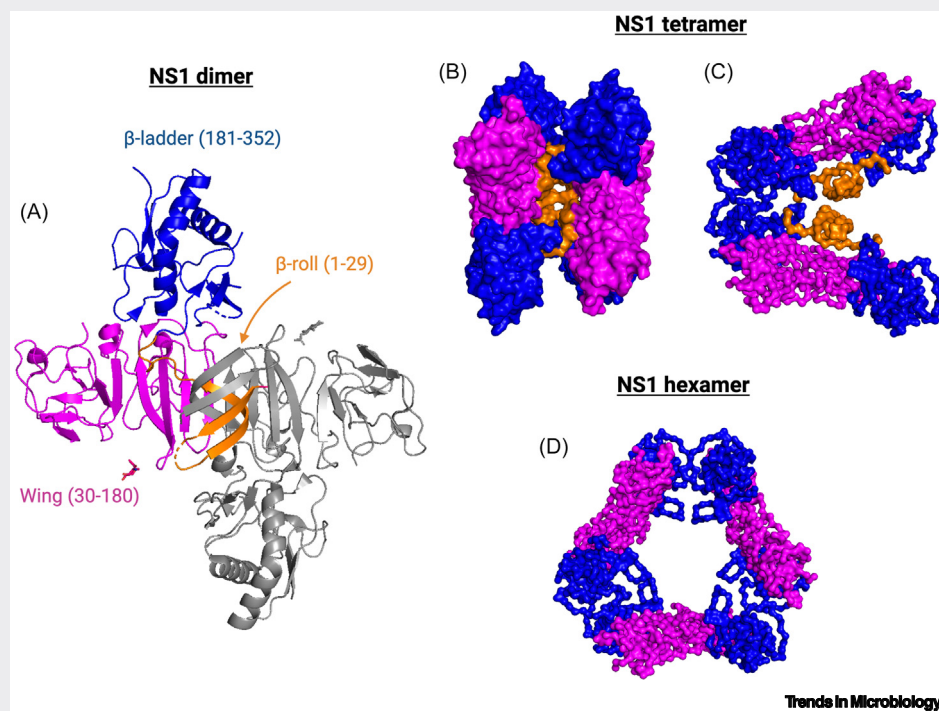 NS1 tetramer
NS1 dimer
(B)
(C)
β-ladder (181-352)
(A)
β-roll (1-29)
NS1 hexamer
(D)
Wing (30-180)
Trends in Microbiology